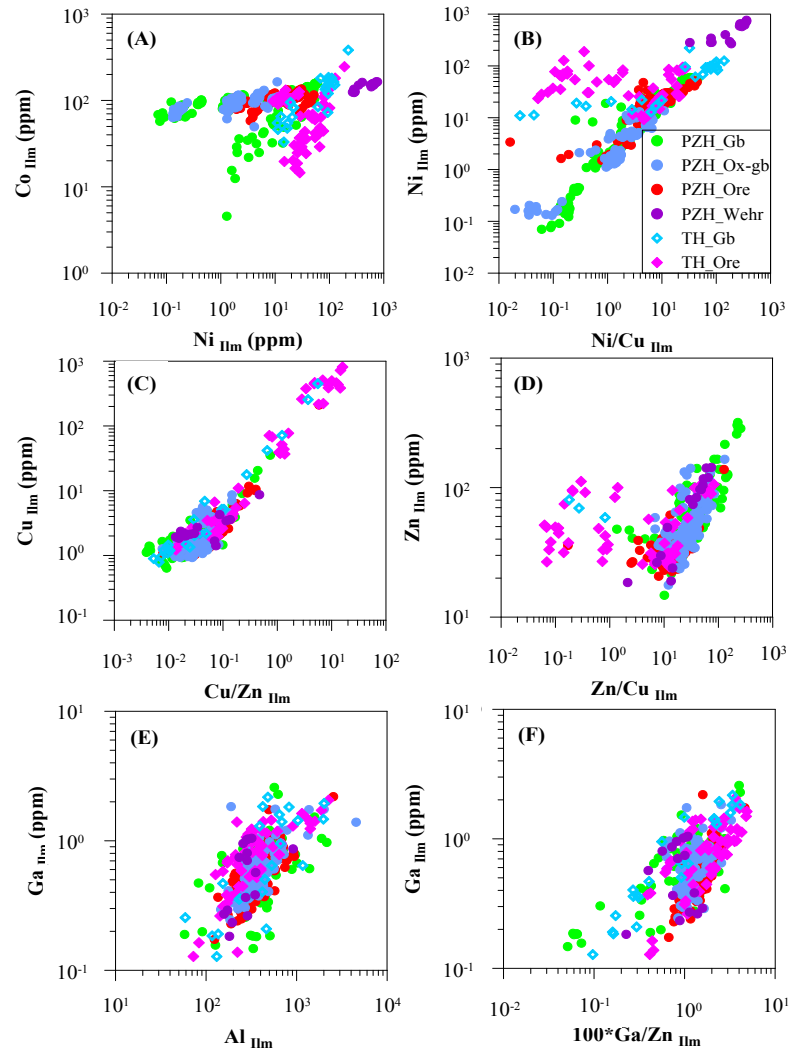 (A)
Co Ilm (ppm)
10³
10²
10¹
10⁰
10⁻² 10⁻¹ 10⁰ 10¹ 10² 10³
Ni Ilm (ppm)
(B)
Ni Ilm (ppm)
10³
10²
10¹
10⁰
10⁻¹
10⁻²
PZH_Gb
PZH_Ox-gb
PZH_Ore
PZH_Wehr
TH_Gb
TH_Ore
10⁻² 10⁻¹ 10⁰ 10¹ 10² 10³
Ni/Cu Ilm
(C)
Cu Ilm (ppm)
10³
10²
10¹
10⁰
10⁻¹
10⁻³ 10⁻² 10⁻¹ 10⁰ 10¹ 10²
Cu/Zn Ilm
(D)
Zn Ilm (ppm)
10³
10²
10¹
10⁻² 10⁻¹ 10⁰ 10¹ 10² 10³
Zn/Cu Ilm
(E)
Ga Ilm (ppm)
10¹
10⁰
10⁻¹
10¹ 10² 10³ 10⁴
Al Ilm
(F)
Ga Ilm (ppm)
10¹
10⁰
10⁻¹
10⁻² 10⁻¹ 10⁰ 10¹
100*Ga/Zn Ilm